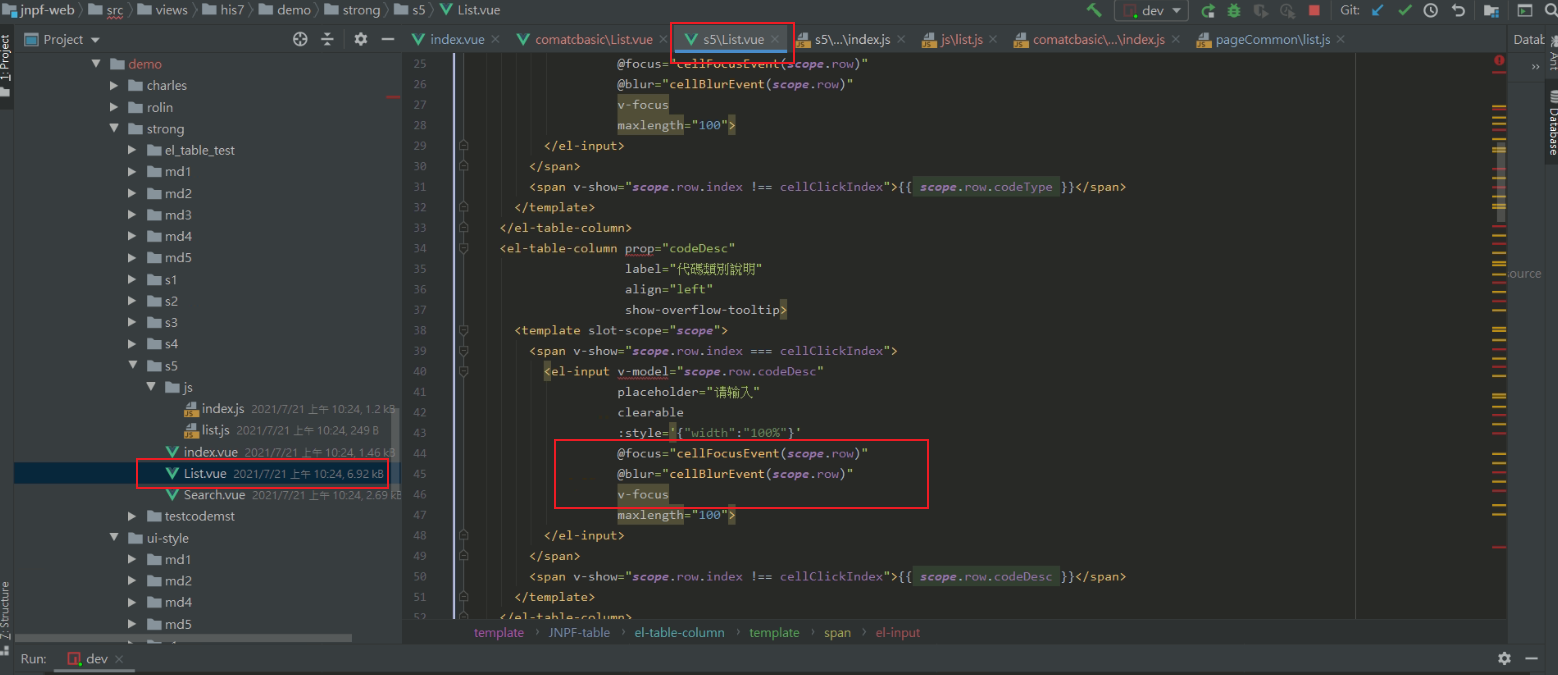 jnpf-web src views his7 demo strong s5 List.vue dev Git:
Project index.vue comatcbasic\List.vue s5\List.vue s5\...\index.js js\list.js comatcbasic\...\index.js pageCommon\list.js Datab
1: Project
demo
charles
rolin
strong
el_table_test
md1
md2
md3
md4
md5
s1
s2
s3
s4
s5
js
index.js 2021/7/21 上午 10:24, 1.2 kB
list.js 2021/7/21 上午 10:24, 249 B
index.vue 2021/7/21 上午 10:24, 1.46 kB
List.vue 2021/7/21 上午 10:24, 6.92 kB
Search.vue 2021/7/21 上午 10:24, 2.69 kB
testcodemst
ui-style
md1
md2
md4
md5
Z: Structure
25 @focus="cellFocusEvent(scope.row)"
26 @blur="cellBlurEvent(scope.row)"
27 v-focus
28 maxlength="100">
29 </el-input>
30 </span>
31 <span v-show="scope.row.index !== cellClickIndex">{{ scope.row.codeType }}</span>
32 </template>
33 </el-table-column>
34 <el-table-column prop="codeDesc"
35 label="代碼類別說明"
36 align="left"
37 show-overflow-tooltip>
38 <template slot-scope="scope">
39 <span v-show="scope.row.index === cellClickIndex">
40 <el-input v-model="scope.row.codeDesc"
41 placeholder="请输入"
42 clearable
43 :style='{"width":"100%"}'
44 @focus="cellFocusEvent(scope.row)"
45 @blur="cellBlurEvent(scope.row)"
46 v-focus
47 maxlength="100">
48 </el-input>
49 </span>
50 <span v-show="scope.row.index !== cellClickIndex">{{ scope.row.codeDesc }}</span>
51 </template>
52 </el-table-column>
template › JNPF-table › el-table-column › template › span › el-input
»
ource
Database
Run: dev